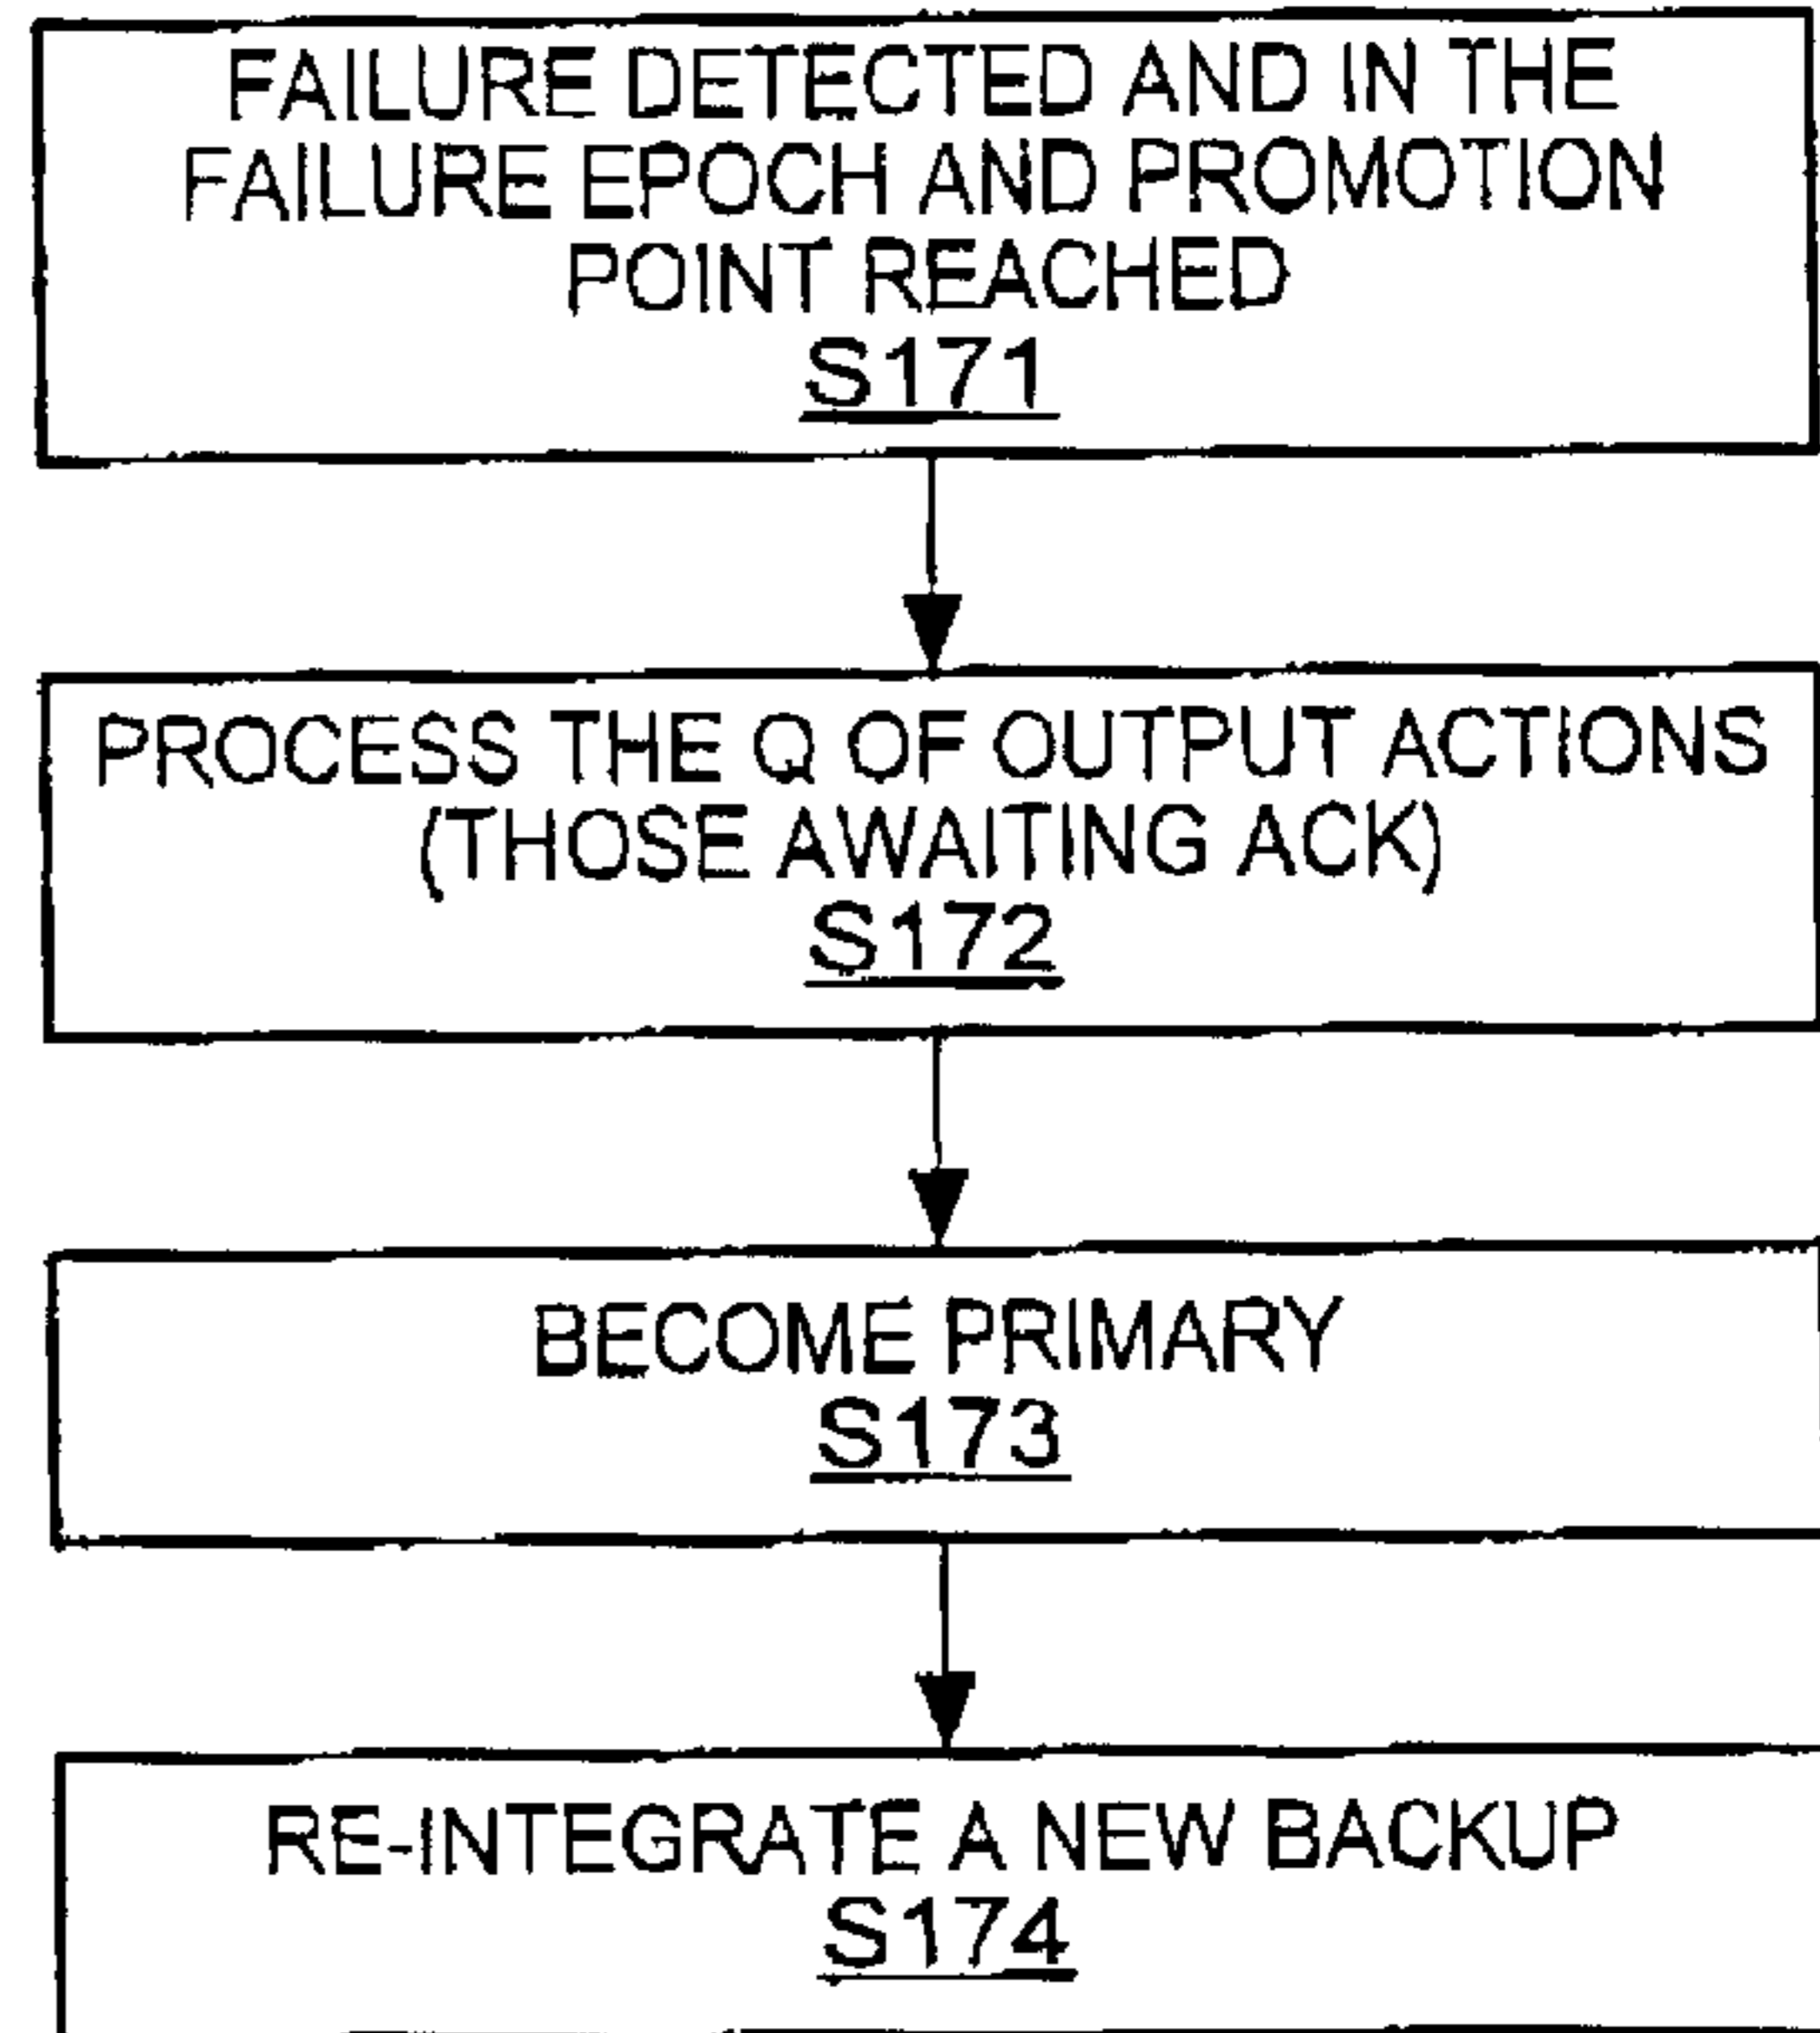 FAILURE DETECTED AND IN THE
FAILURE EPOCH AND PROMOTION
POINT REACHED
S171
PROCESS THE Q OF OUTPUT ACTIONS
(THOSE AWAITING ACK)
S172
BECOME PRIMARY
S173
RE-INTEGRATE A NEW BACKUP
S174